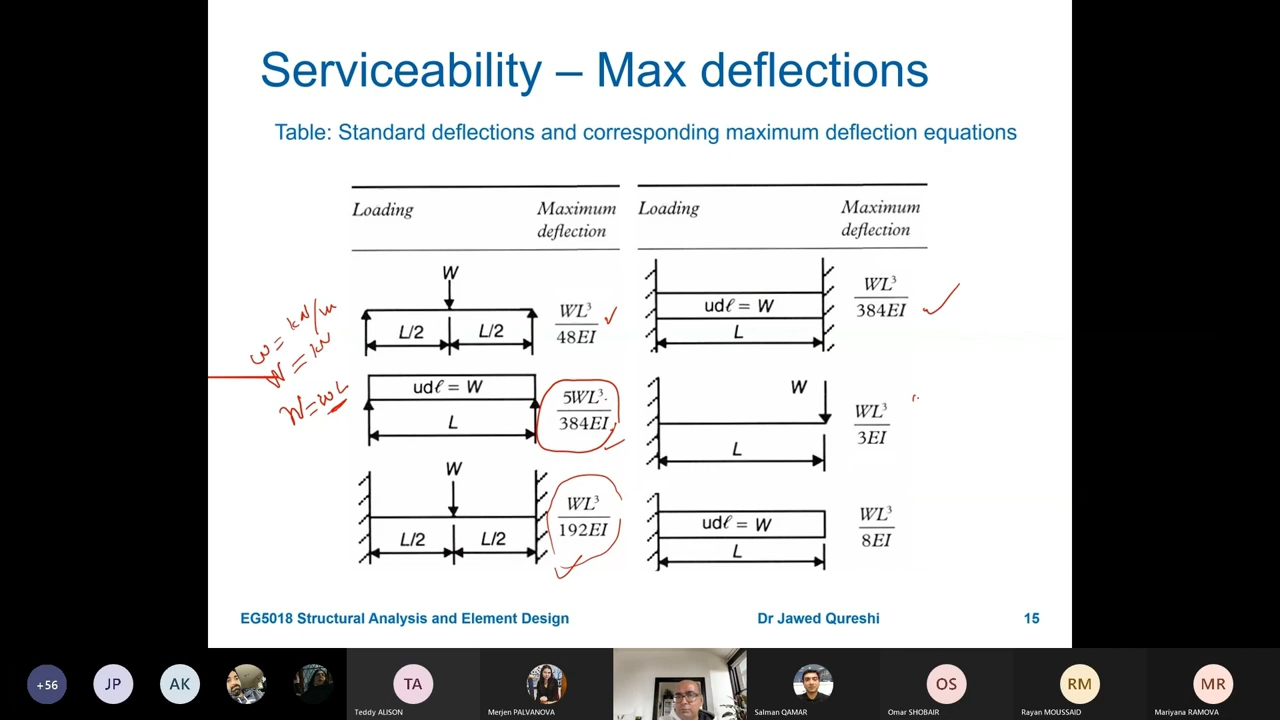 Serviceability – Max deflections
Table: Standard deflections and corresponding maximum deflection equations
Loading
Maximum
deflection
W
L/2 L/2
WL³
48EI
udℓ = W
L
5WL³
384EI
W
L/2 L/2
WL³
192EI
Loading
Maximum
deflection
udℓ = W
L
WL³
384EI
W
L
WL³
3EI
udℓ = W
L
WL³
8EI
ω = kN/m
W = kN
W = ωL
EG5018 Structural Analysis and Element Design Dr Jawed Qureshi 15
+56 JP AK TA OS RM MR
Teddy ALISON Merjen PALVANOVA Salman QAMAR Omar SHOBAIR Rayan MOUSSAID Mariyana RAMOVA